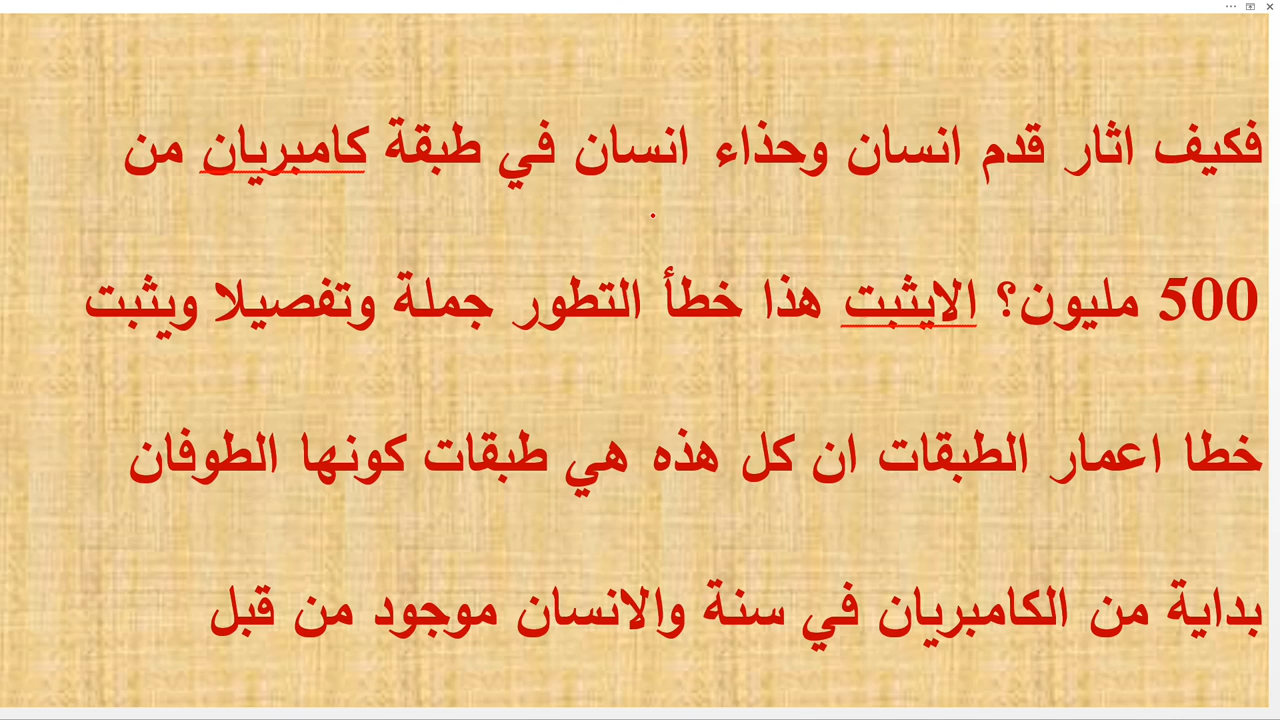 فكيف اثار قدم انسان وحذاء انسان في طبقة كامبريان من
500 مليون؟ الايثبت هذا خطأ التطور جملة وتفصيلا ويثبت
خطا اعمار الطبقات ان كل هذه هي طبقات كونها الطوفان
بداية من الكامبريان في سنة والانسان موجود من قبل